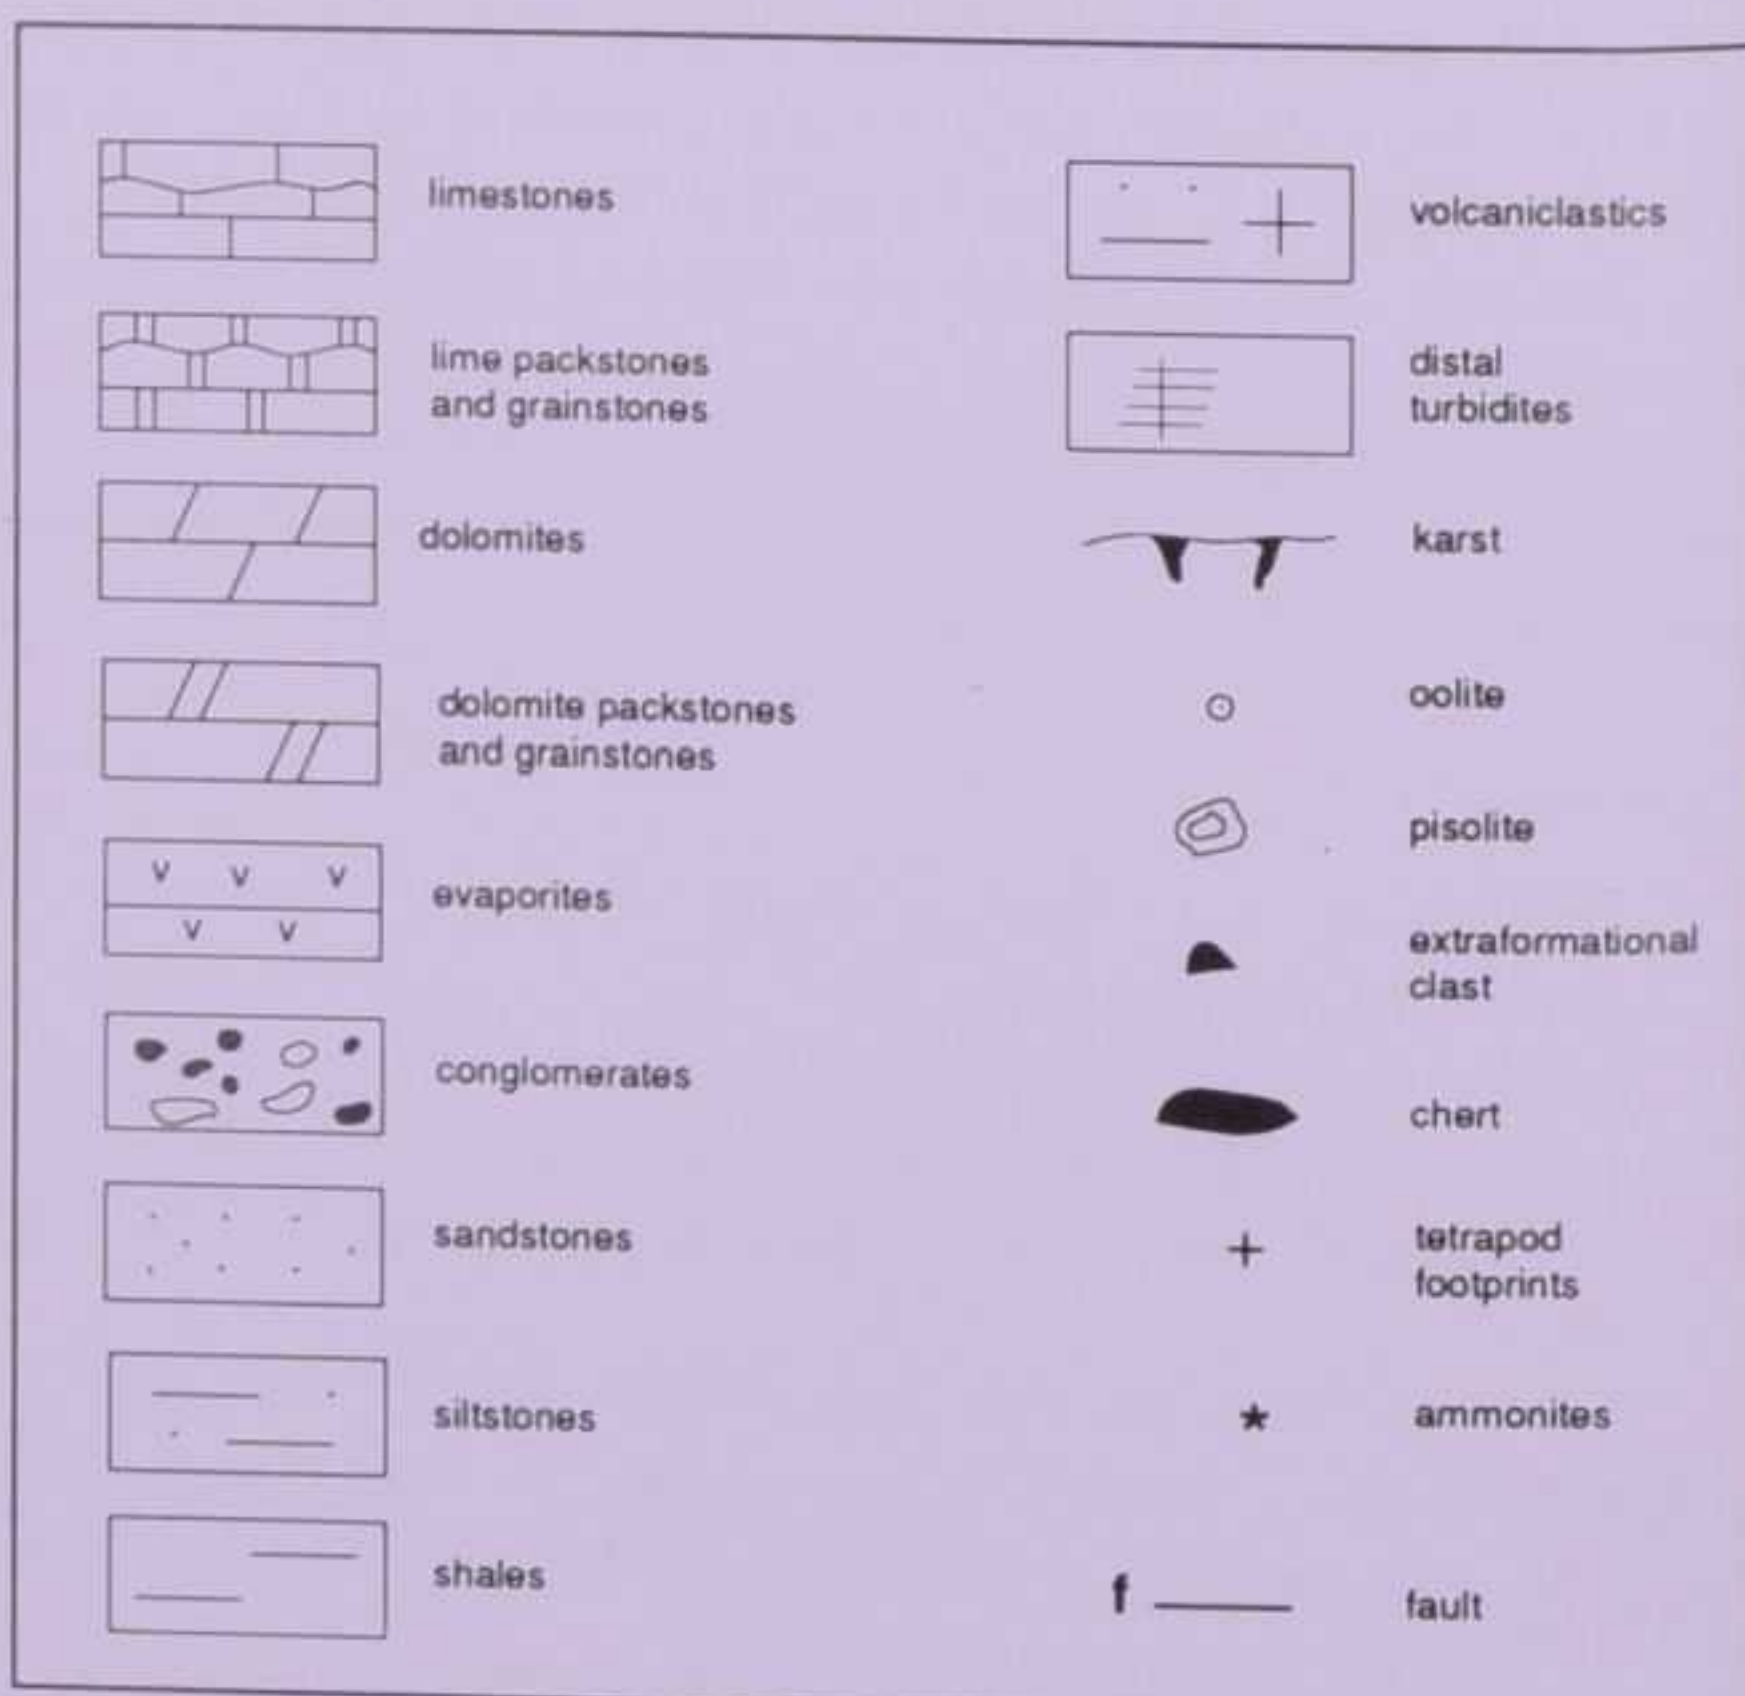 limestones
lime packstones
and grainstones
dolomites
dolomite packstones
and grainstones
v v v
v v
evaporites
conglomerates
sandstones
siltstones
shales
volcaniclastics
distal
turbidites
karst
oolite
pisolite
extraformational
clast
chert
tetrapod
footprints
ammonites
f
fault